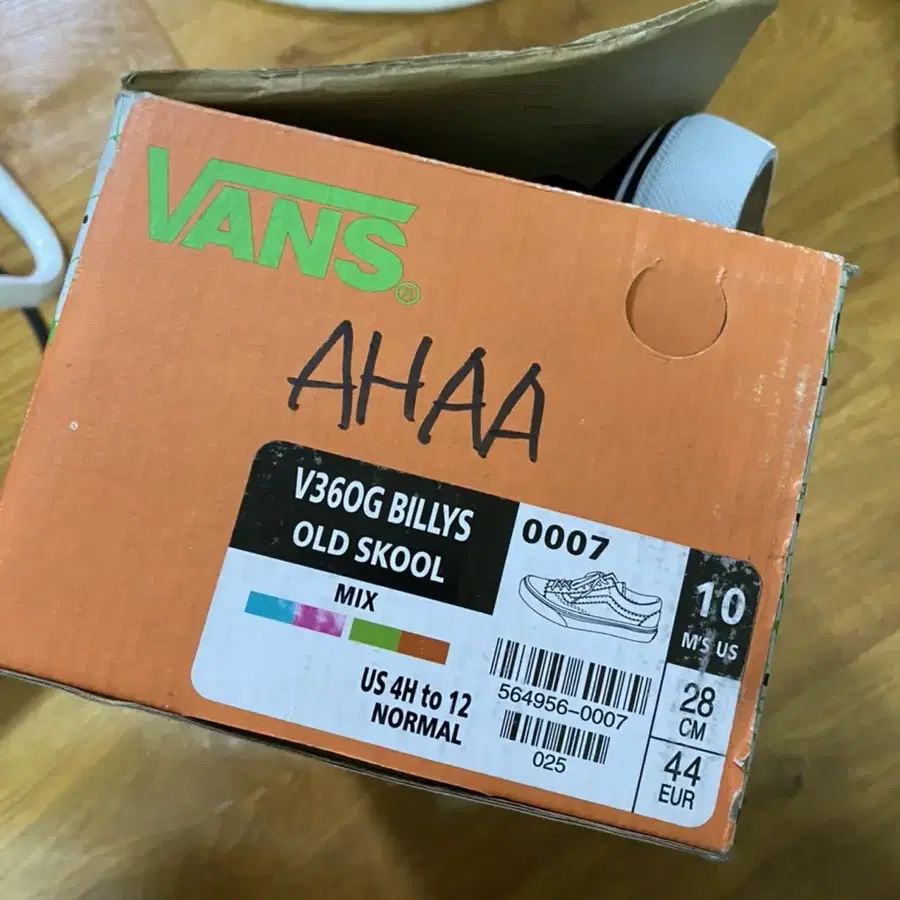 VANS®
AHAA
V36OG BILLYS
OLD SKOOL
MIX
US 4H to 12
NORMAL
0007
564956-0007
025
10
M'S US
28
CM
44
EUR